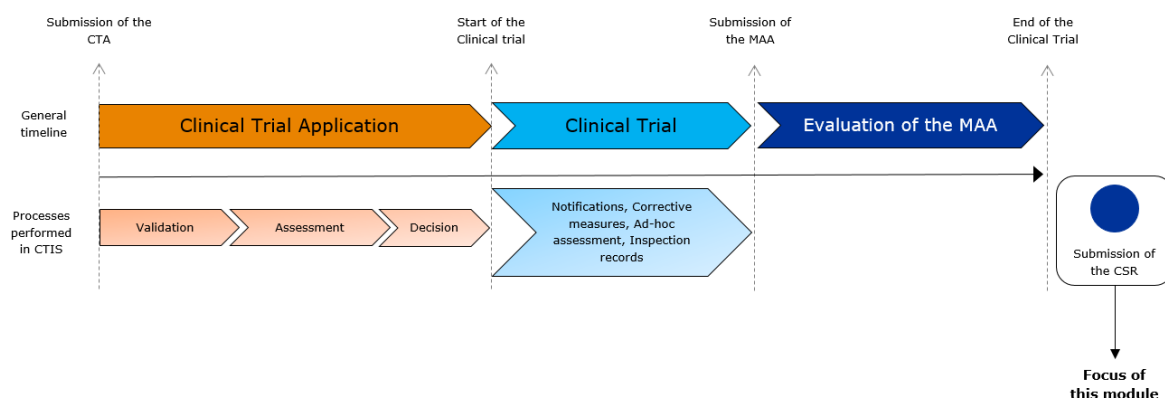 Submission of the
CTA
Start of the
Clinical trial
Submission of
the MAA
End of the
Clinical Trial
General
timeline
Clinical Trial Application
Clinical Trial
Evaluation of the MAA
Processes
performed
in CTIS
Validation
Assessment
Decision
Notifications, Corrective
measures, Ad-hoc
assessment, Inspection
records
Submission
of the CSR
Focus of
this module